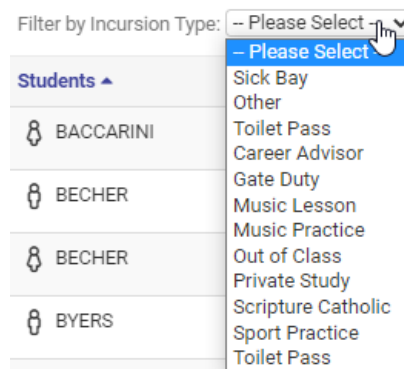 Filter by Incursion Type: -- Please Select --
-- Please Select --
Students
Sick Bay
Other
BACCARINI
Toilet Pass
Career Advisor
Gate Duty
BECHER
Music Lesson
Music Practice
BECHER
Out of Class
Private Study
Scripture Catholic
BYERS
Sport Practice
Toilet Pass